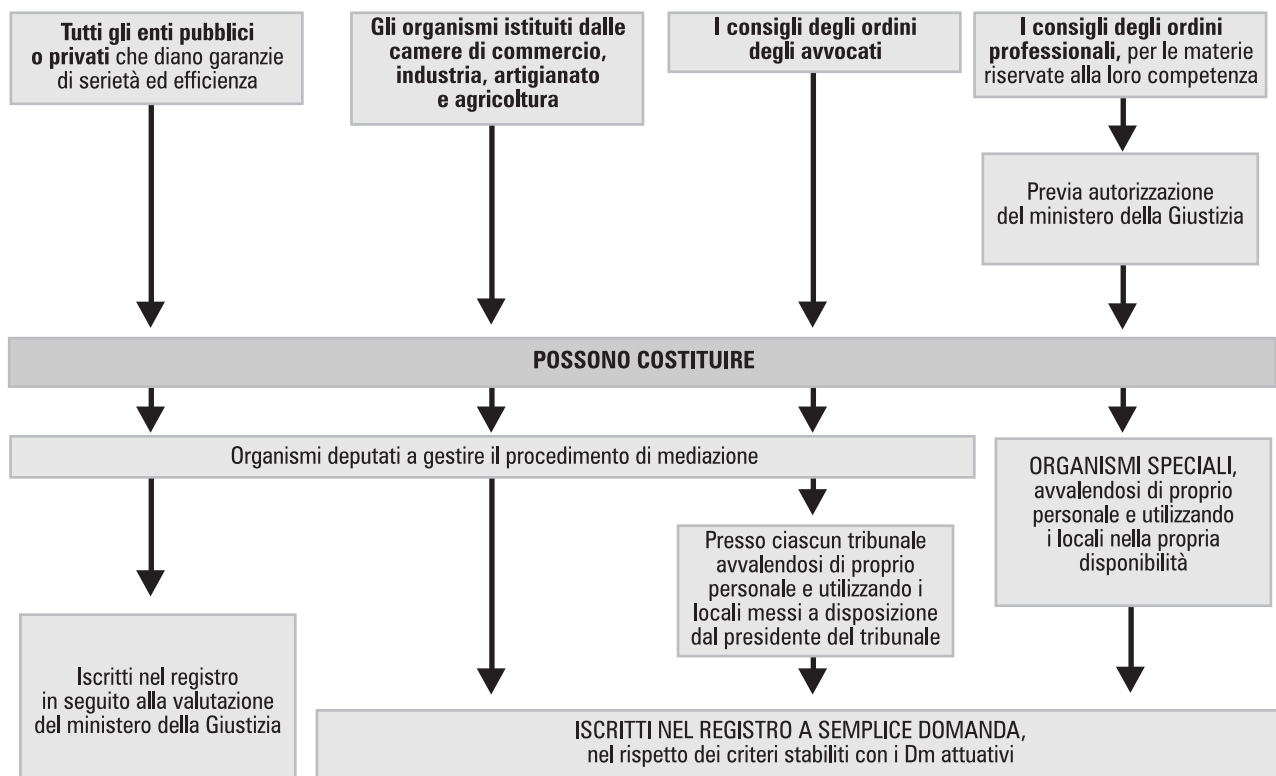 Tutti gli enti pubblici
o privati che diano garanzie
di serietà ed efficienza
Gli organismi istituiti dalle
camere di commercio,
industria, artigianato
e agricoltura
I consigli degli ordini
degli avvocati
I consigli degli ordini
professionali, per le materie
riservate alla loro competenza
Previa autorizzazione
del ministero della Giustizia
POSSONO COSTITUIRE
Organismi deputati a gestire il procedimento di mediazione
ORGANISMI SPECIALI,
avvalendosi di proprio
personale e utilizzando
i locali nella propria
disponibilità
Presso ciascun tribunale
avvalendosi di proprio
personale e utilizzando i
locali messi a disposizione
dal presidente del tribunale
Iscritti nel registro
in seguito alla valutazione
del ministero della Giustizia
ISCRITTI NEL REGISTRO A SEMPLICE DOMANDA,
nel rispetto dei criteri stabiliti con i Dm attuativi